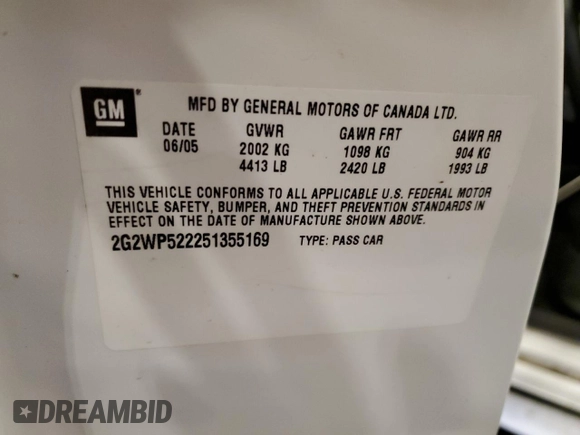 GM ®
MFD BY GENERAL MOTORS OF CANADA LTD.
DATE GVWR GAWR FRT GAWR RR
06/05 2002 KG 1098 KG 904 KG
4413 LB 2420 LB 1993 LB
THIS VEHICLE CONFORMS TO ALL APPLICABLE U.S. FEDERAL MOTOR
VEHICLE SAFETY, BUMPER, AND THEFT PREVENTION STANDARDS IN
EFFECT ON THE DATE OF MANUFACTURE SHOWN ABOVE.
2G2WP522251355169 TYPE: PASS CAR
DREAMBID